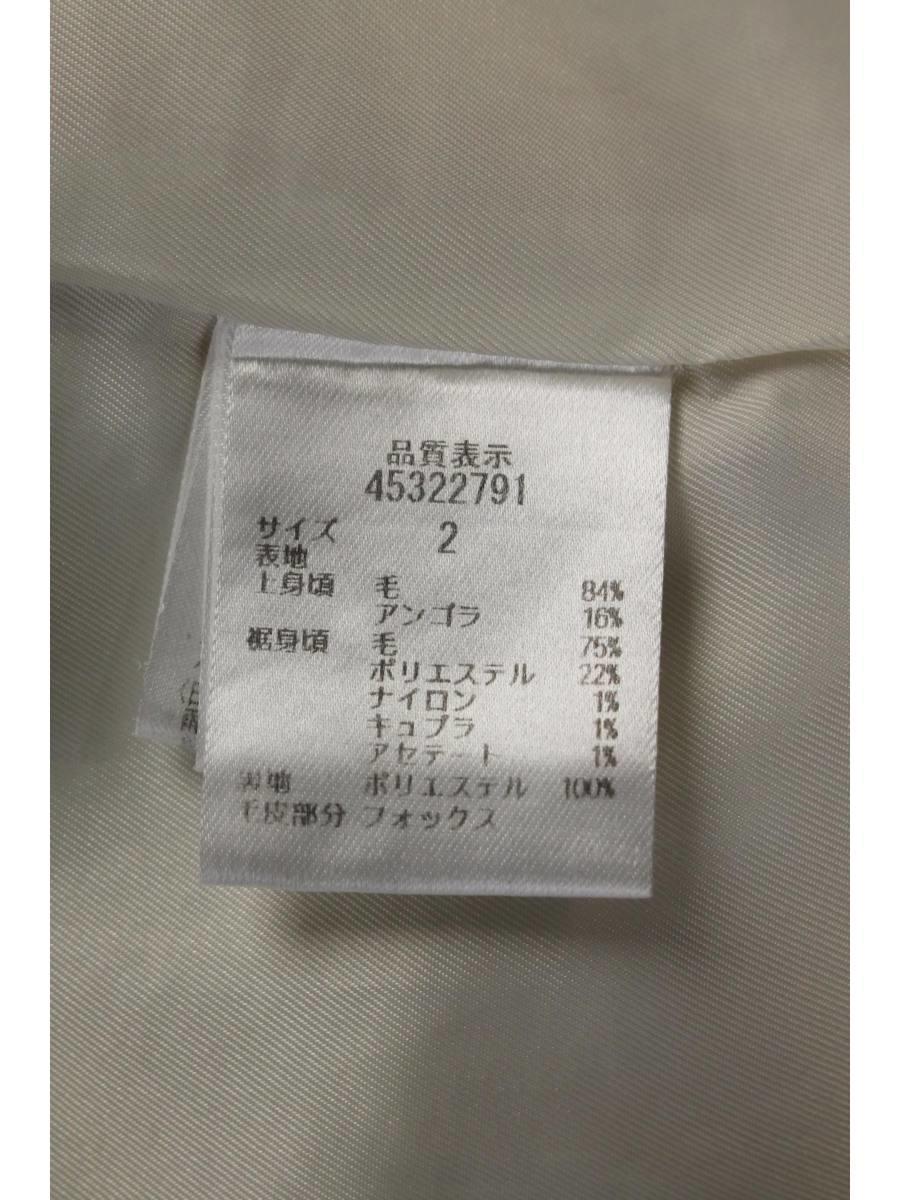 品質表示
45322791
サイズ 2
表地
上身頃 毛 84%
アンゴラ 16%
裾身頃 毛 75%
ポリエステル 22%
ナイロン 1%
キュプラ 1%
アセテート 1%
裏地 ポリエステル 100%
毛皮部分 フォックス